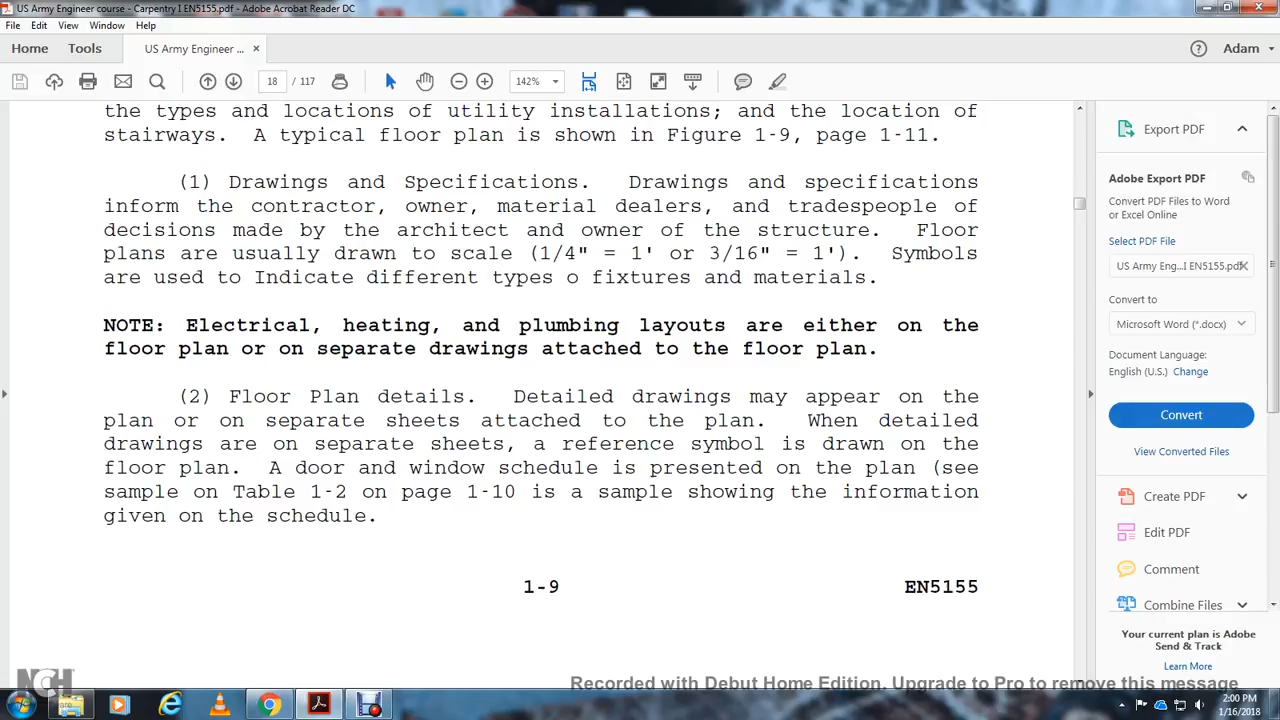 US Army Engineer course - Carpentry I EN5155.pdf - Adobe Acrobat Reader DC
File Edit View Window Help
Home Tools US Army Engineer ... × Adam
18 / 117 142%
the types and locations of utility installations; and the location of
stairways. A typical floor plan is shown in Figure 1-9, page 1-11.
(1) Drawings and Specifications. Drawings and specifications
inform the contractor, owner, material dealers, and tradespeople of
decisions made by the architect and owner of the structure. Floor
plans are usually drawn to scale (1/4" = 1' or 3/16" = 1'). Symbols
are used to Indicate different types o fixtures and materials.
NOTE: Electrical, heating, and plumbing layouts are either on the
floor plan or on separate drawings attached to the floor plan.
(2) Floor Plan details. Detailed drawings may appear on the
plan or on separate sheets attached to the plan. When detailed
drawings are on separate sheets, a reference symbol is drawn on the
floor plan. A door and window schedule is presented on the plan (see
sample on Table 1-2 on page 1-10 is a sample showing the information
given on the schedule.
1-9 EN5155
Export PDF
Adobe Export PDF
Convert PDF Files to Word
or Excel Online
Select PDF File
US Army Eng...I EN5155.pdf
Convert to
Microsoft Word (*.docx)
Document Language:
English (U.S.) Change
Convert
View Converted Files
Create PDF
Edit PDF
Comment
Combine Files
Your current plan is Adobe
Send & Track
Learn More
NCH
Recorded with Debut Home Edition. Upgrade to Pro to remove this message
2:00 PM
1/16/2018